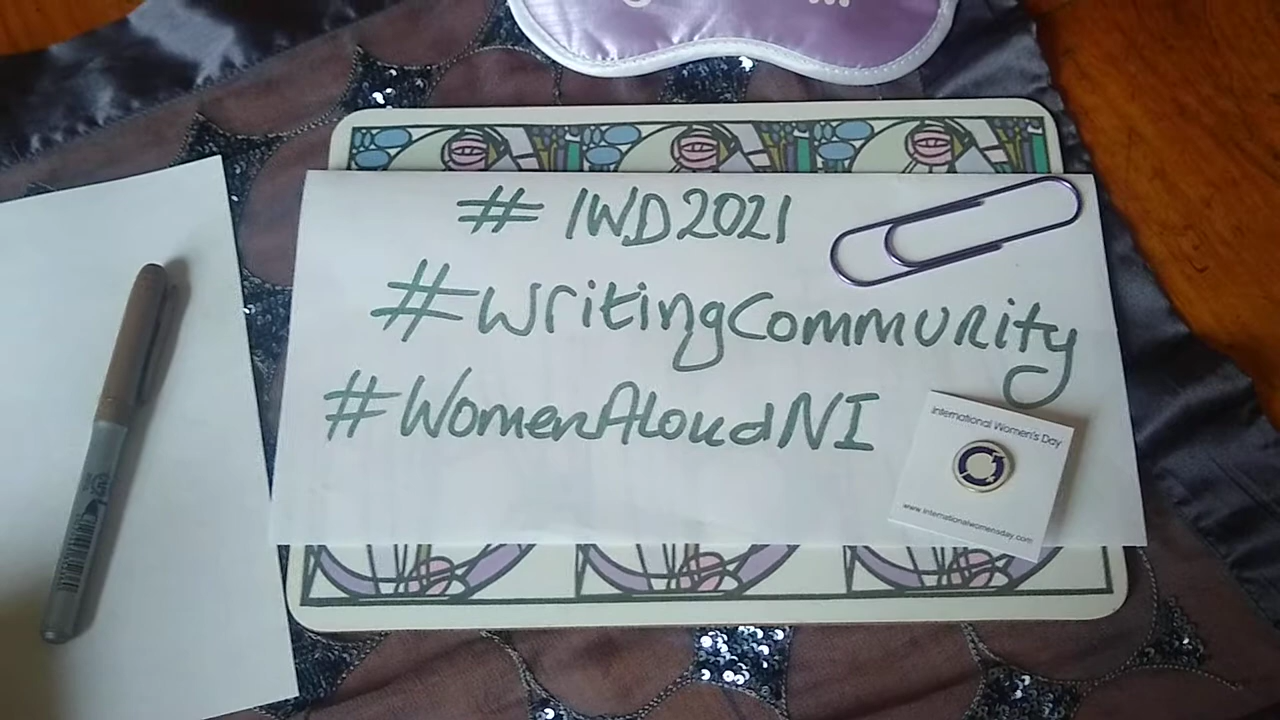 # IWD2021
#WritingCommunity
#WomenAloudNI
International Women's Day
www.internationalwomensday.com